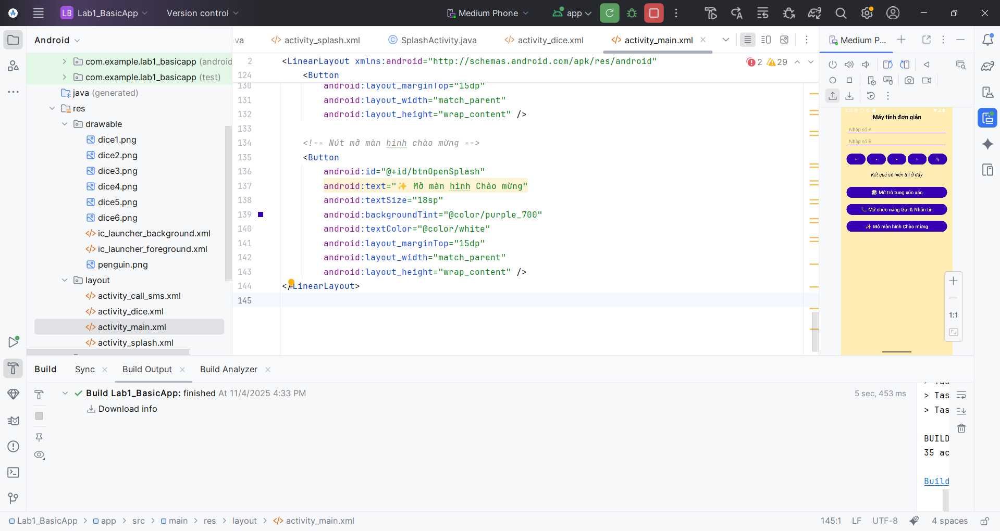 LB Lab1_BasicApp Version control Medium Phone app
Android
va activity_splash.xml SplashActivity.java activity_dice.xml activity_main.xml
Medium P...
com.example.lab1_basicapp (android
com.example.lab1_basicapp (test)
java (generated)
res
drawable
dice1.png
dice2.png
dice3.png
dice4.png
dice5.png
dice6.png
ic_launcher_background.xml
ic_launcher_foreground.xml
penguin.png
layout
activity_call_sms.xml
activity_dice.xml
activity_main.xml
activity_splash.xml
2 <LinearLayout xmlns:android="http://schemas.android.com/apk/res/android"
2 29
124 <Button
130 android:layout_marginTop="15dp"
131 android:layout_width="match_parent"
132 android:layout_height="wrap_content" />
133
134 <!-- Nút mở màn hình chào mừng -->
135 <Button
136 android:id="@+id/btnOpenSplash"
137 android:text="✨ Mở màn hình Chào mừng"
138 android:textSize="18sp"
139 android:backgroundTint="@color/purple_700"
140 android:textColor="@color/white"
141 android:layout_marginTop="15dp"
142 android:layout_width="match_parent"
143 android:layout_height="wrap_content" />
144 </LinearLayout>
145
Máy tính đơn giản
Nhập số A
Nhập số B
+ - × ÷ %
Kết quả sẽ hiển thị ở đây
🎲 Mở trò tung xúc xắc
📞 Mở chức năng Gọi & Nhắn tin
✨ Mở màn hình Chào mừng
1:1
Build Sync Build Output Build Analyzer
Build Lab1_BasicApp: finished At 11/4/2025 4:33 PM
5 sec, 453 ms
Download info
> Tas
> Tas
BUILD
35 ac
Build
Lab1_BasicApp > app > src > main > res > layout > activity_main.xml
145:1 LF UTF-8 4 spaces